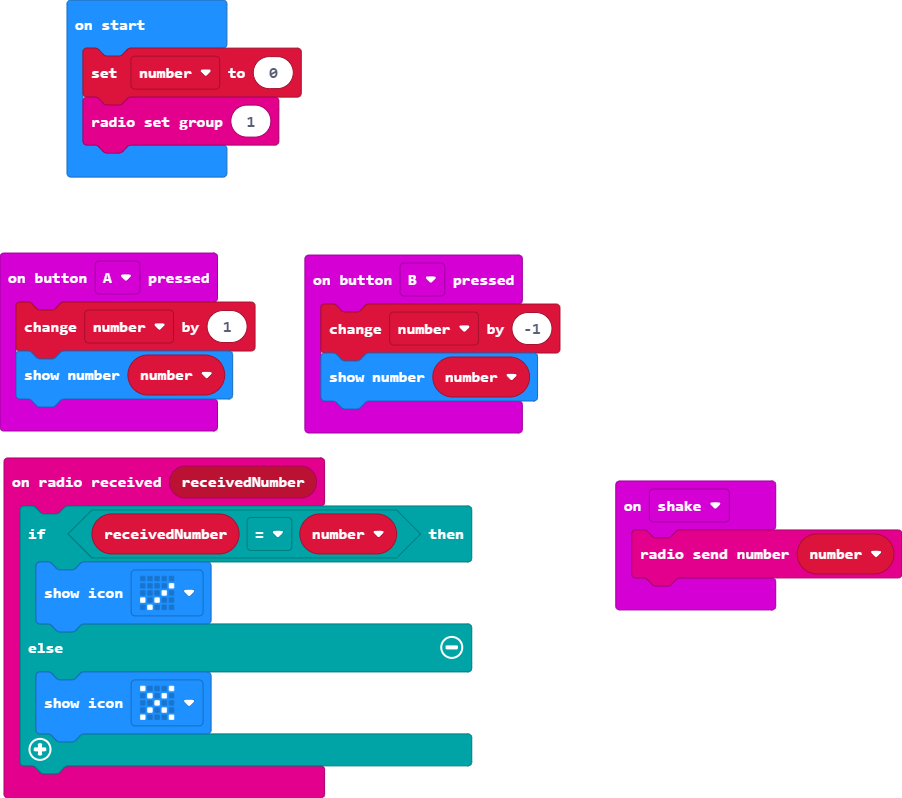 on start
set number to 0
radio set group 1
on button A pressed
change number by 1
show number number
on button B pressed
change number by -1
show number number
on radio received receivedNumber
if receivedNumber = number then
show icon
else
show icon
on shake
radio send number number